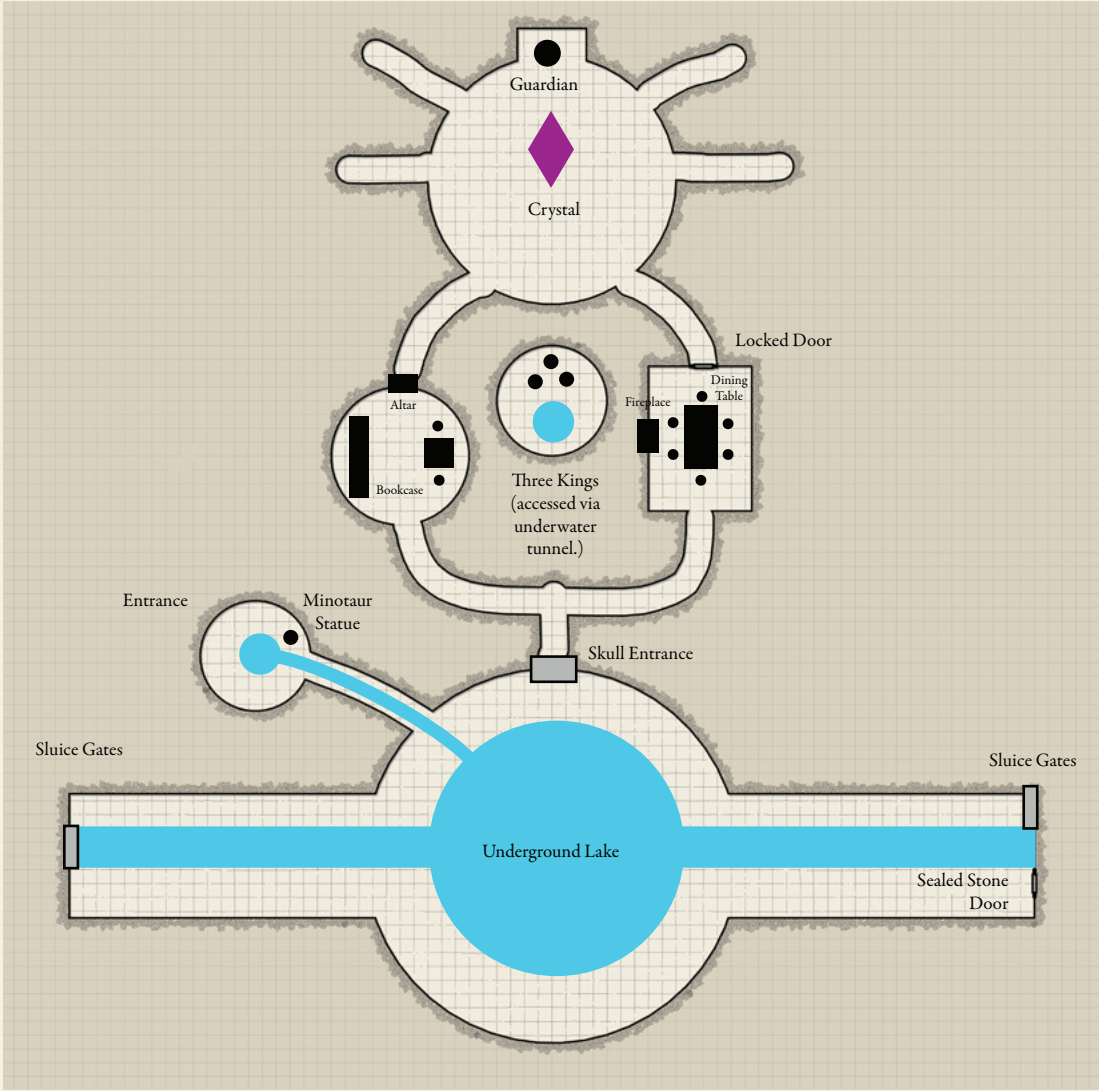 Guardian
Crystal
Locked Door
Dining
Table
Fireplace
Altar
Bookcase
Three Kings
(accessed via
underwater
tunnel.)
Entrance
Minotaur
Statue
Skull Entrance
Sluice Gates
Sluice Gates
Underground Lake
Sealed Stone
Door